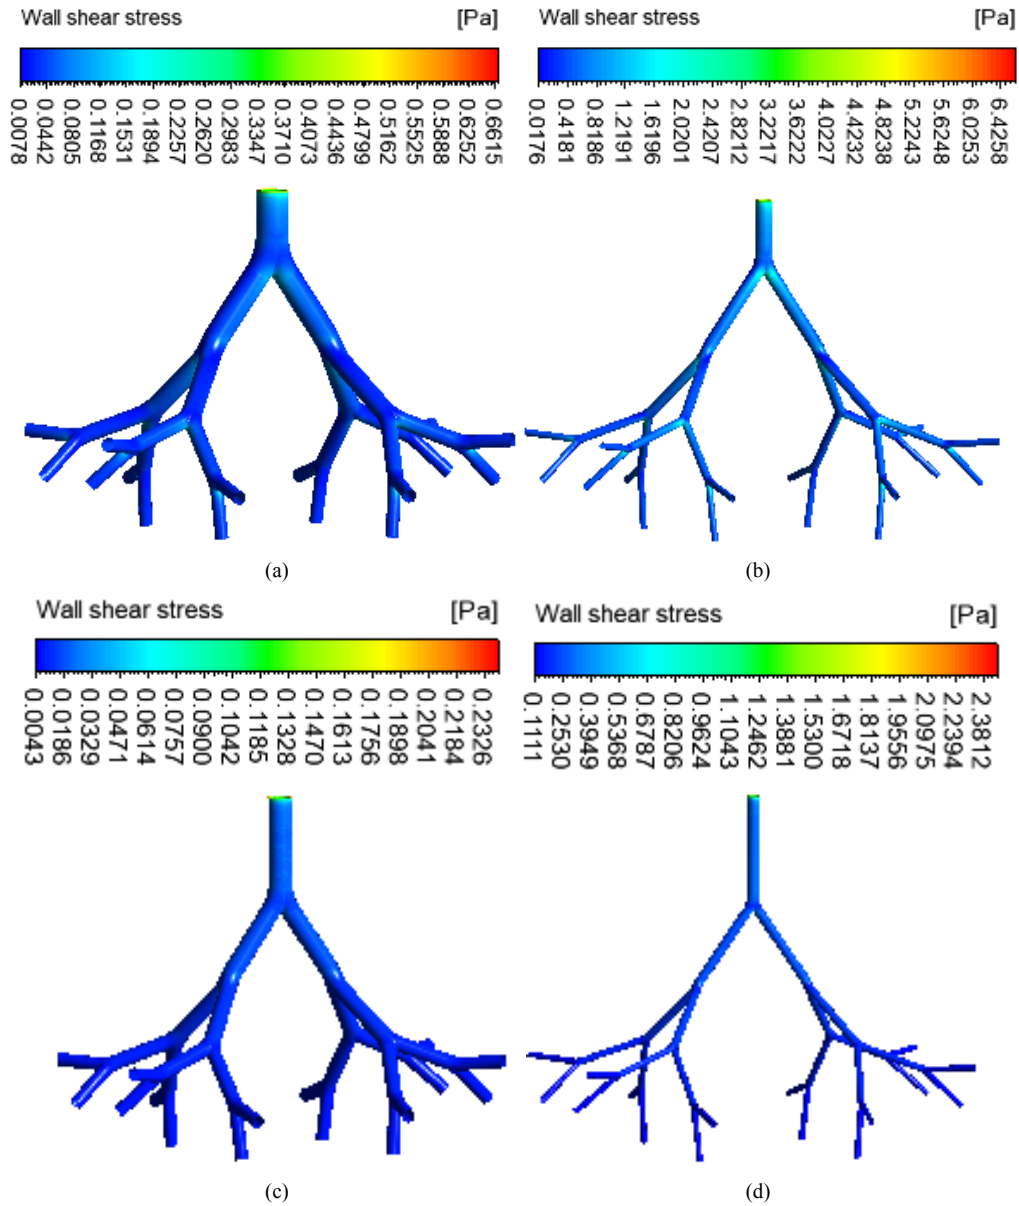 Wall shear stress [Pa]
0.0078 0.0442 0.0805 0.1168 0.1531 0.1894 0.2257 0.2620 0.2983 0.3347 0.3710 0.4073 0.4436 0.4799 0.5162 0.5525 0.5888 0.6252 0.6615
Wall shear stress [Pa]
0.0176 0.4181 0.8186 1.2191 1.6196 2.0201 2.4207 2.8212 3.2217 3.6222 4.0227 4.4232 4.8238 5.2243 5.6248 6.0253 6.4258
(a)
(b)
Wall shear stress [Pa]
0.0043 0.0186 0.0329 0.0471 0.0614 0.0757 0.0900 0.1042 0.1185 0.1328 0.1470 0.1613 0.1756 0.1898 0.2041 0.2184 0.2326
Wall shear stress [Pa]
0.1111 0.2530 0.3949 0.5368 0.6787 0.8206 0.9624 1.1043 1.2462 1.3881 1.5300 1.6718 1.8137 1.9556 2.0975 2.2394 2.3812
(c)
(d)